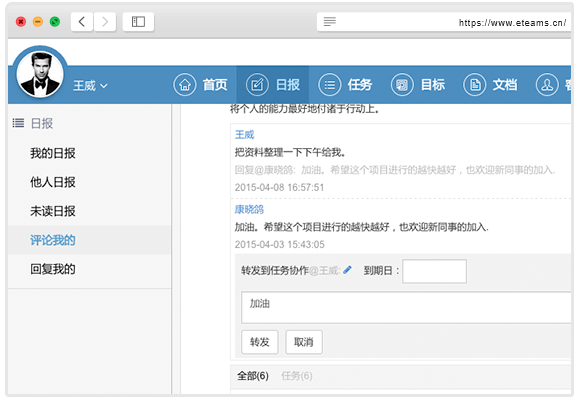 https://www.eteams.cn/
王威 首页 日报 任务 目标 文档
将个人的能力最好地付诸于行动上。
日报
我的日报
他人日报
未读日报
评论我的
回复我的
王威
把资料整理一下下午给我。
回复@康晓鸽: 加油。希望这个项目进行的越快越好，也欢迎新同事的加入.
2015-04-08 16:57:51
康晓鸽
加油。希望这个项目进行的越快越好，也欢迎新同事的加入.
2015-04-03 15:43:05
转发到任务协作@王威: 到期日：
加油
转发 取消
全部(6) 任务(6)